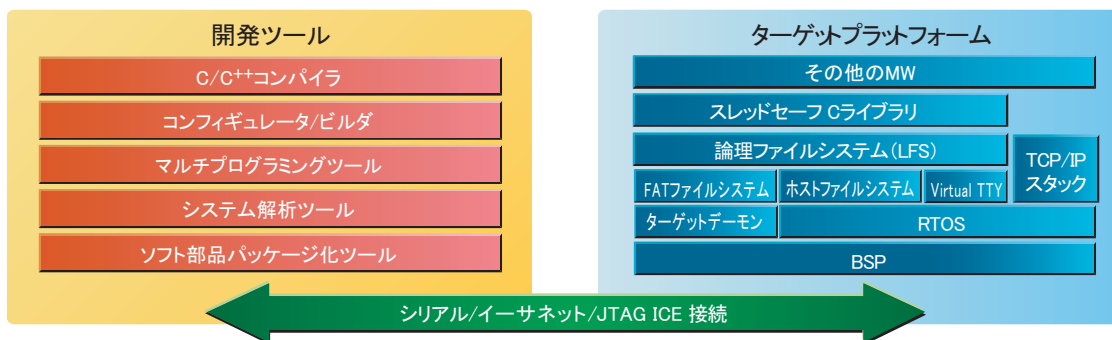 開発ツール
C/C++コンパイラ
コンフィギュレータ/ビルダ
マルチプログラミングツール
システム解析ツール
ソフト部品パッケージ化ツール
ターゲットプラットフォーム
その他のMW
スレッドセーフ Cライブラリ
論理ファイルシステム(LFS)
TCP/IP
スタック
FATファイルシステム
ホストファイルシステム
Virtual TTY
ターゲットデーモン
RTOS
BSP
シリアル/イーサネット/JTAG ICE 接続